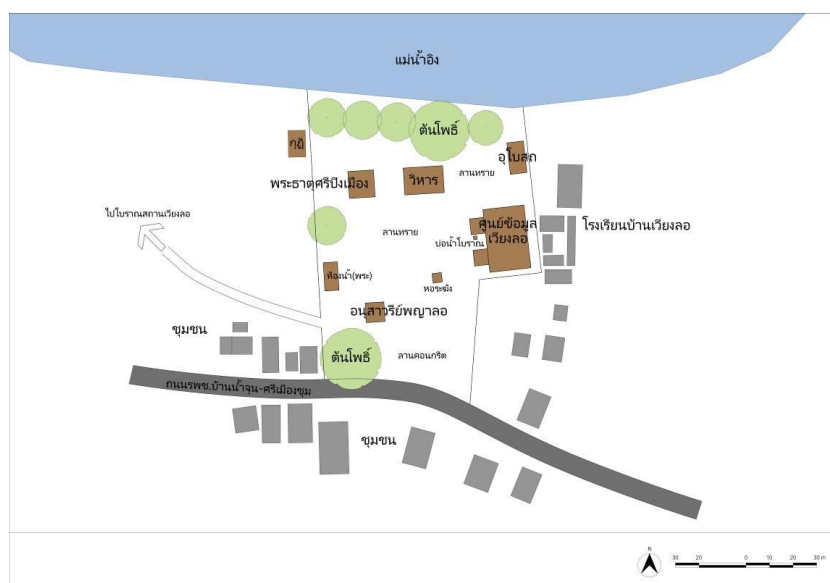 แม่น้ำอิง
ต้นโพธิ์
กุฏิ
อุโบสถ
ลานทราย
พระธาตุศรีปิงเมือง
วิหาร
ไปโบราณสถานเวียงลอ
ศูนย์ข้อมูล
เวียงลอ
โรงเรียนบ้านเวียงลอ
ลานทราย
บ่อน้ำโบราณ
ห้องน้ำ(พระ)
หอระฆัง
อนุสาวรีย์พญาลอ
ชุมชน
ต้นโพธิ์
ลานคอนกรีต
ถนนรพช.บ้านน้ำจุน-ศรีเมืองชุม
ชุมชน
N
30 20 0 10 20 30 m